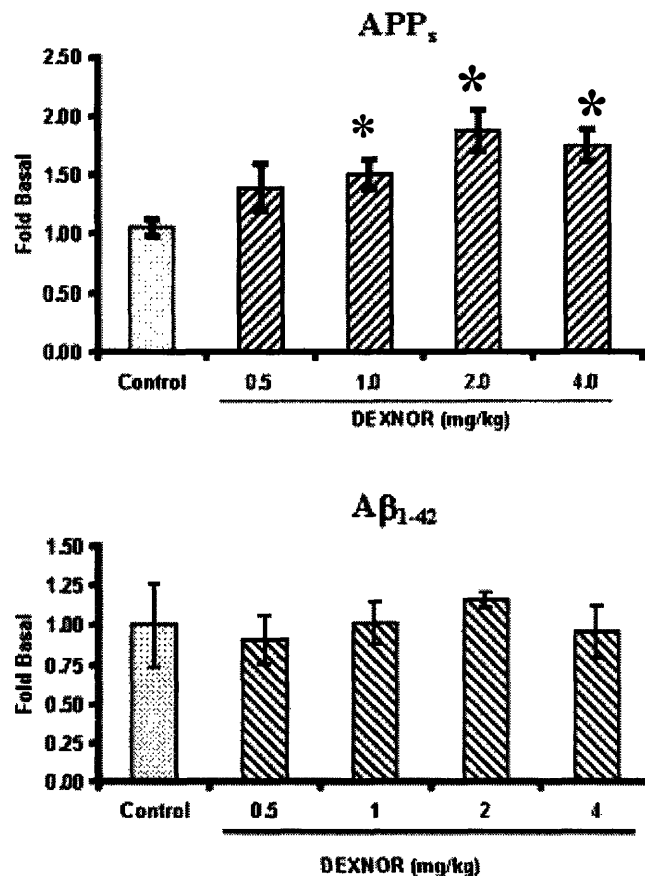 APPs
2.50
2.00
1.50
1.00
0.50
0.00
Fold Basal
* * *
Control 0.5 1.0 2.0 4.0
DEXNOR (mg/kg)
Aβ1-42
1.50
1.25
1.00
0.75
0.50
0.25
0.00
Fold Basal
Control 0.5 1 2 4
DEXNOR (mg/kg)